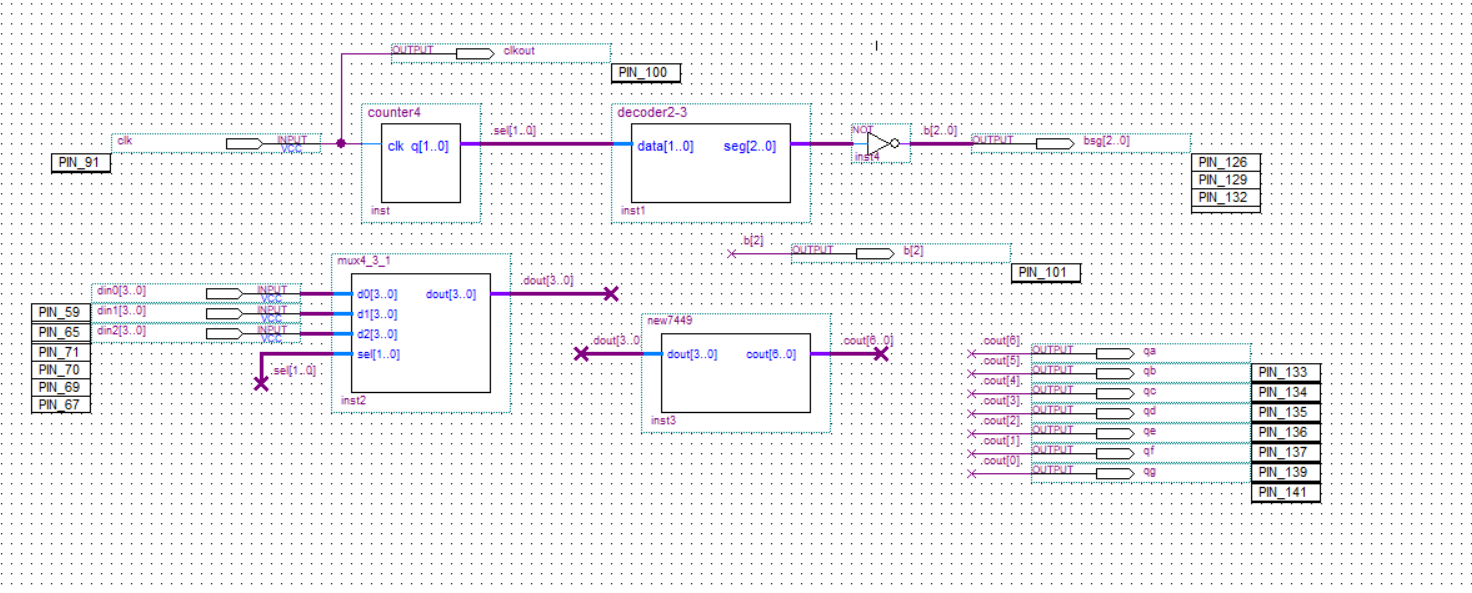 OUTPUT clkout
PIN_100
counter4
decoder2-3
clk INPUT
VCC
PIN_91
clk q[1..0]
.sel[1..0]
data[1..0] seg[2..0]
NOT
inst4
.b[2..0]
OUTPUT bsg[2..0]
PIN_126
PIN_129
PIN_132
inst
inst1
b[2]
OUTPUT b[2]
PIN_101
mux4_3_1
din0[3..0] INPUT
VCC
din1[3..0] INPUT
VCC
din2[3..0] INPUT
VCC
PIN_59
PIN_65
PIN_71
PIN_70
PIN_69
PIN_67
d0[3..0] dout[3..0]
d1[3..0]
d2[3..0]
sel[1..0]
.dout[3..0]
.sel[1..0]
inst2
new7449
.dout[3..0
dout[3..0] cout[6..0]
.cout[6..0]
inst3
.cout[6].
OUTPUT qa
.cout[5].
OUTPUT qb
.cout[4].
OUTPUT qc
.cout[3].
OUTPUT qd
.cout[2].
OUTPUT qe
.cout[1].
OUTPUT qf
.cout[0].
OUTPUT qg
PIN_133
PIN_134
PIN_135
PIN_136
PIN_137
PIN_139
PIN_141